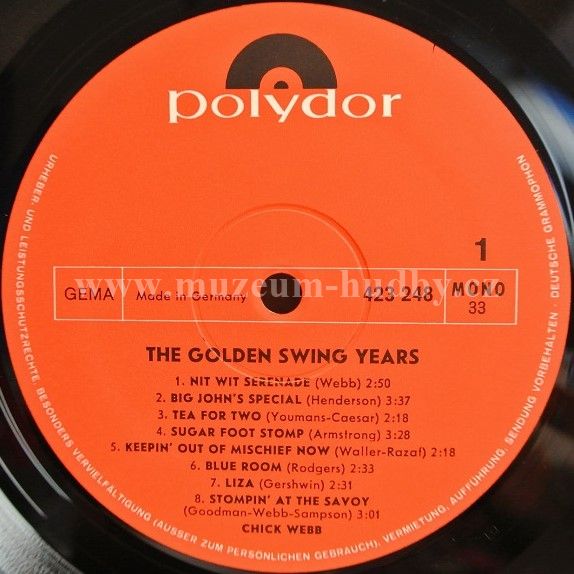 polydor
1
GEMA Made in Germany 423 248 MONO 33
www.muzeum-hudby.cz
THE GOLDEN SWING YEARS
1. NIT WIT SERENADE (Webb) 2:50
2. BIG JOHN'S SPECIAL (Henderson) 3:37
3. TEA FOR TWO (Youmans-Caesar) 2:18
4. SUGAR FOOT STOMP (Armstrong) 3:28
5. KEEPIN' OUT OF MISCHIEF NOW (Waller-Razaf) 2:18
6. BLUE ROOM (Rodgers) 2:33
7. LIZA (Gershwin) 2:31
8. STOMPIN' AT THE SAVOY
(Goodman-Webb-Sampson) 3:01
CHICK WEBB
URHEBER- UND LEISTUNGSSCHUTZRECHTE. BESONDERS VERVIELFÄLTIGUNG (AUSSER ZUM PERSÖNLICHEN GEBRAUCH), VERMIETUNG, AUFFÜHRUNG, SENDUNG VORBEHALTEN · DEUTSCHE GRAMMOPHON